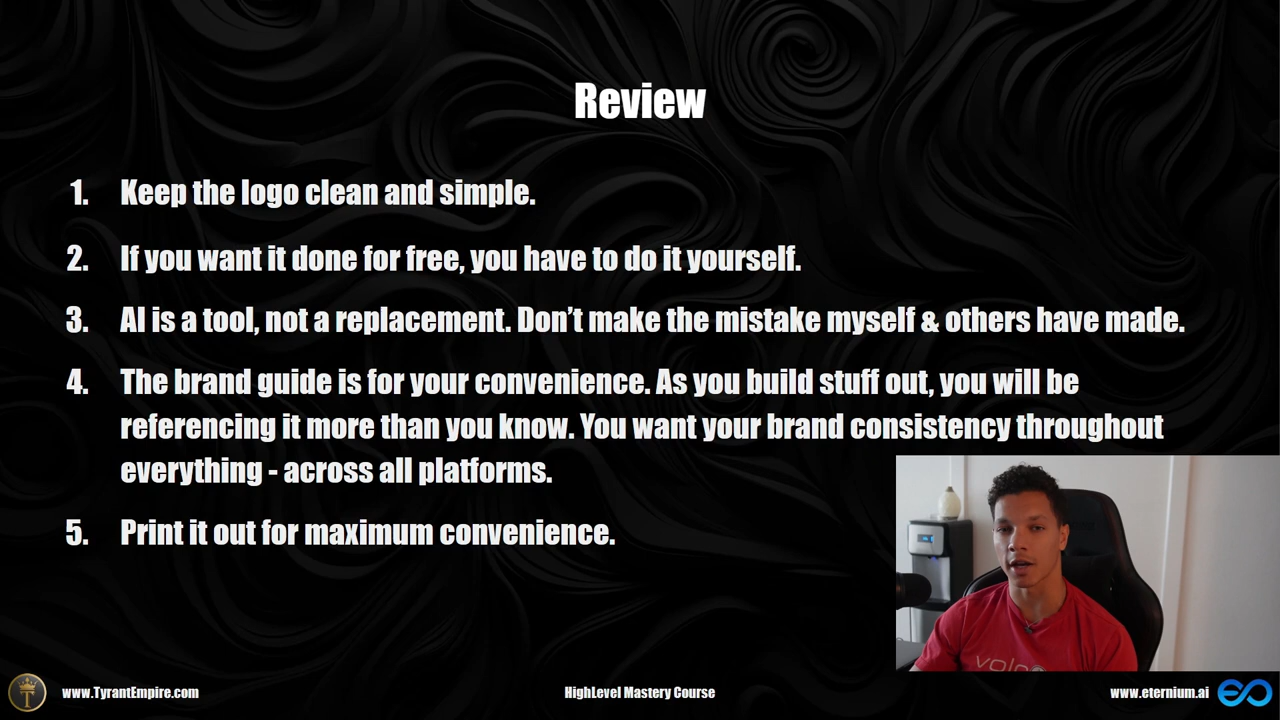 Review
1. Keep the logo clean and simple.
2. If you want it done for free, you have to do it yourself.
3. AI is a tool, not a replacement. Don't make the mistake myself & others have made.
4. The brand guide is for your convenience. As you build stuff out, you will be
referencing it more than you know. You want your brand consistency throughout
everything - across all platforms.
5. Print it out for maximum convenience.
T
www.TyrantEmpire.com
HighLevel Mastery Course
www.eternium.ai